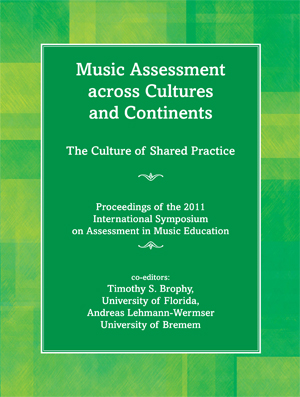 Music Assessment
across Cultures
and Continents
The Culture of Shared Practice
Proceedings of the 2011
International Symposium
on Assessment in Music Education
co-editors:
Timothy S. Brophy,
University of Florida,
Andreas Lehmann-Wermser
University of Bremem